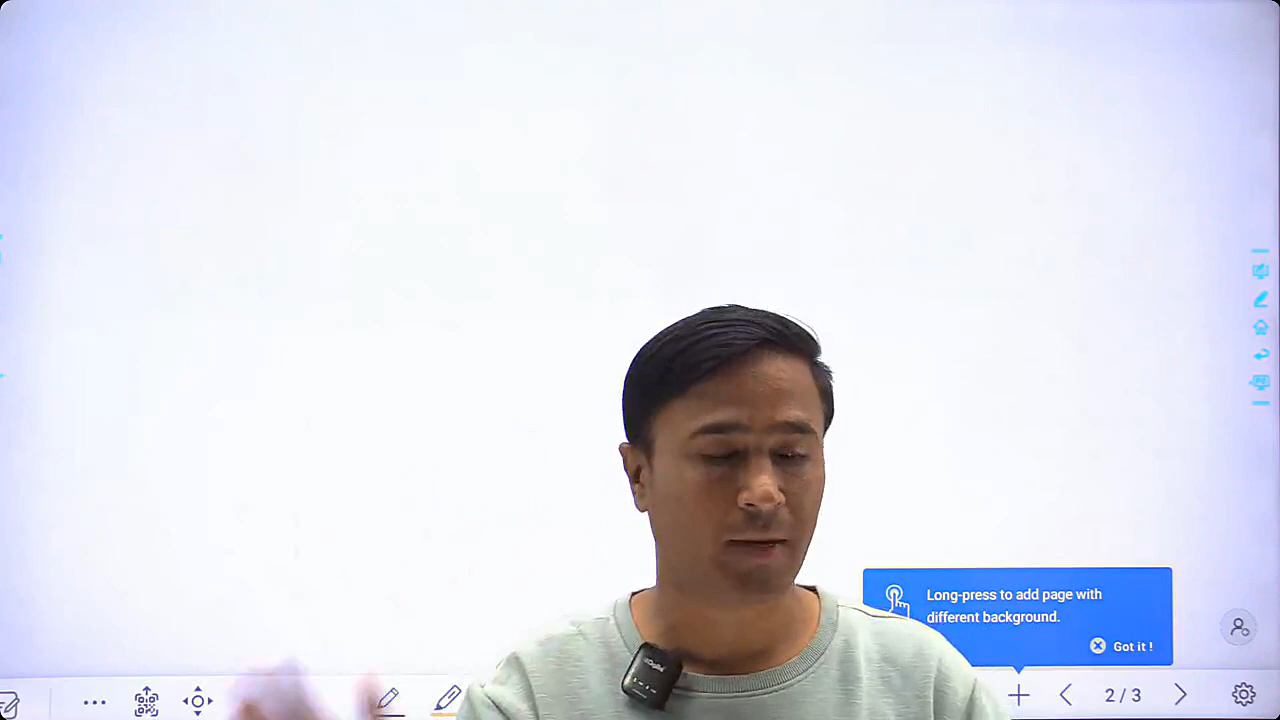 Long-press to add page with
different background.
Got it !
2 / 3